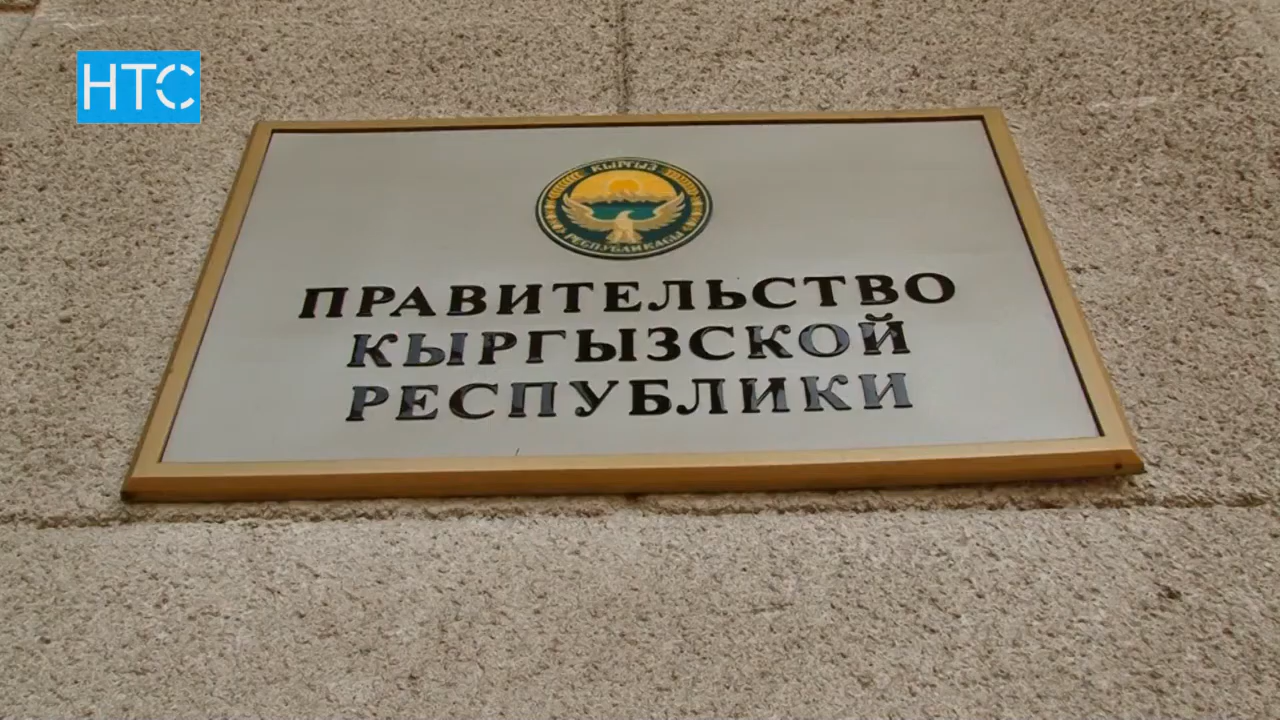 НТС
КЫРГЫЗ
РЕСПУБЛИКАСЫ
ПРАВИТЕЛЬСТВО
КЫРГЫЗСКОЙ
РЕСПУБЛИКИ